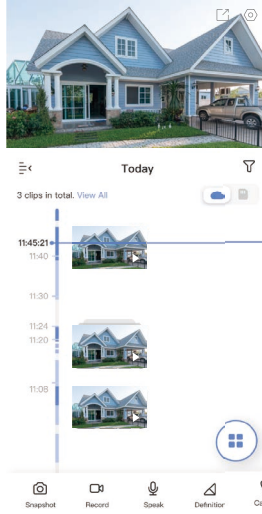 Today
3 clips in total. View All
11:45:21
11:40
11:30
11:24
11:20
11:08
Snapshot
Record
Speak
Definition
Ca